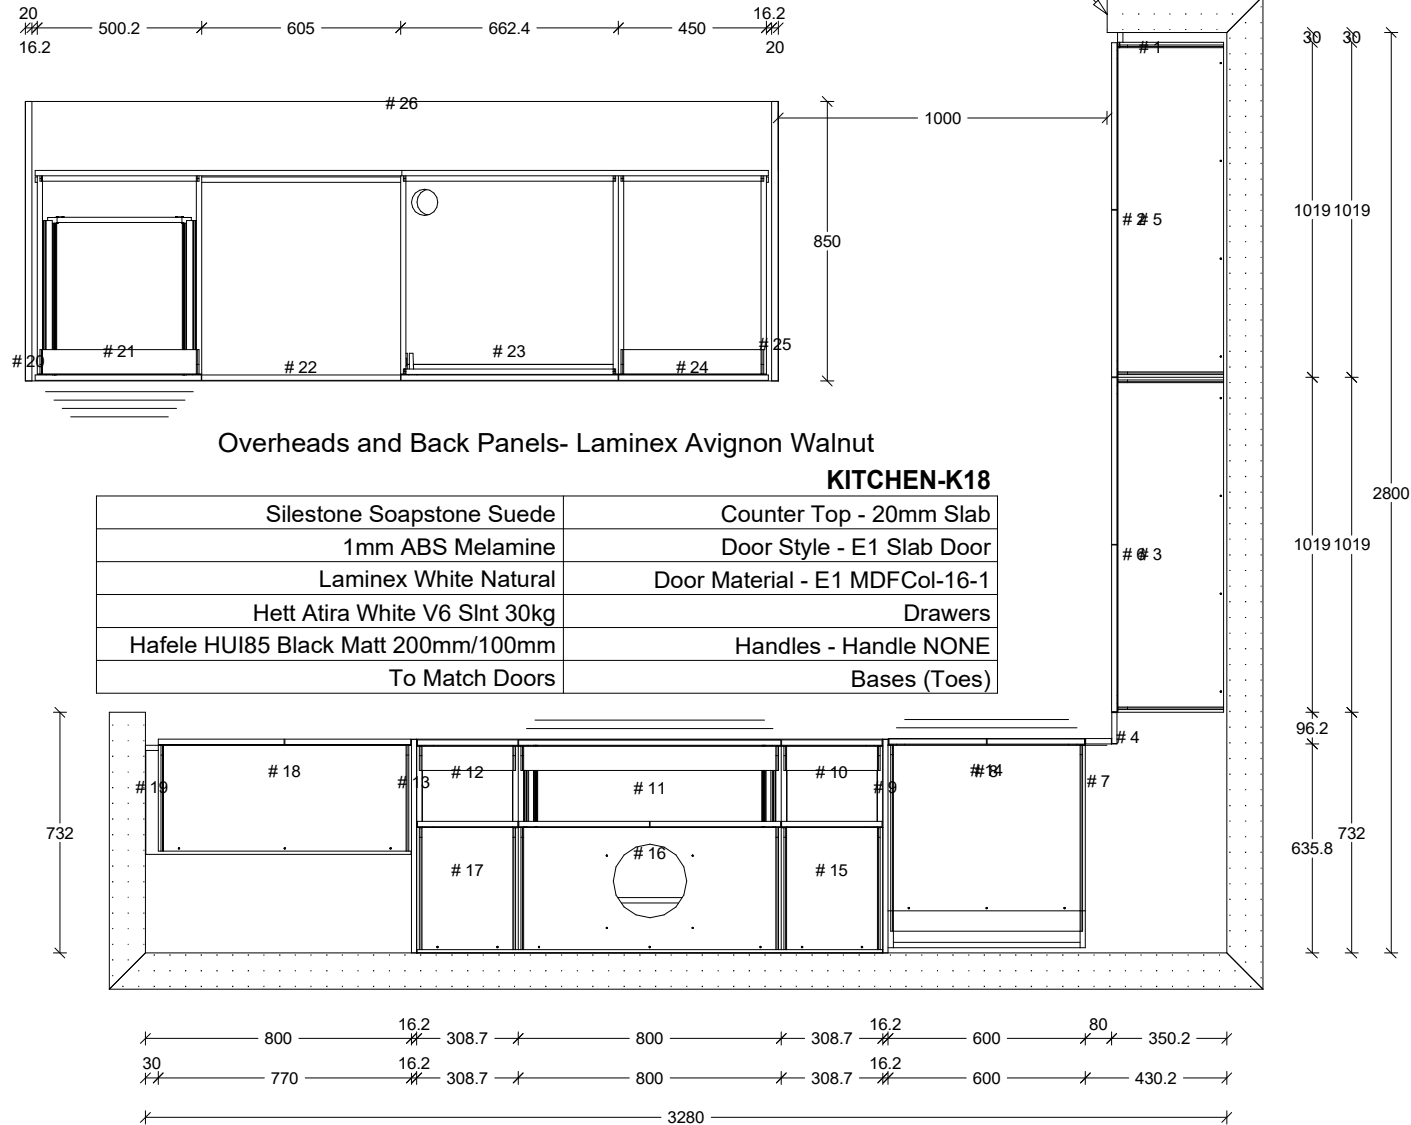 20 16.2
500.2 605 662.4 450
16.2 20
# 26
1000
# 1
30 30
850
1019 1019
# 2 # 5
# 20 # 21 # 22 # 23 # 24 # 25
Overheads and Back Panels- Laminex Avignon Walnut
KITCHEN-K18
2800
Silestone Soapstone Suede Counter Top - 20mm Slab
1mm ABS Melamine Door Style - E1 Slab Door
Laminex White Natural Door Material - E1 MDFCol-16-1
Hett Atira White V6 Slnt 30kg Drawers
Hafele HUI85 Black Matt 200mm/100mm Handles - Handle NONE
To Match Doors Bases (Toes)
# 6 # 3
1019 1019
96.2
# 4
# 19 # 18 # 13 # 12 # 11 # 10 # 9 # 8 # 14 # 7
732
635.8 732
# 17 # 16 # 15
16.2 16.2 80
800 308.7 800 308.7 600 350.2
30 16.2 16.2
770 308.7 800 308.7 600 430.2
3280